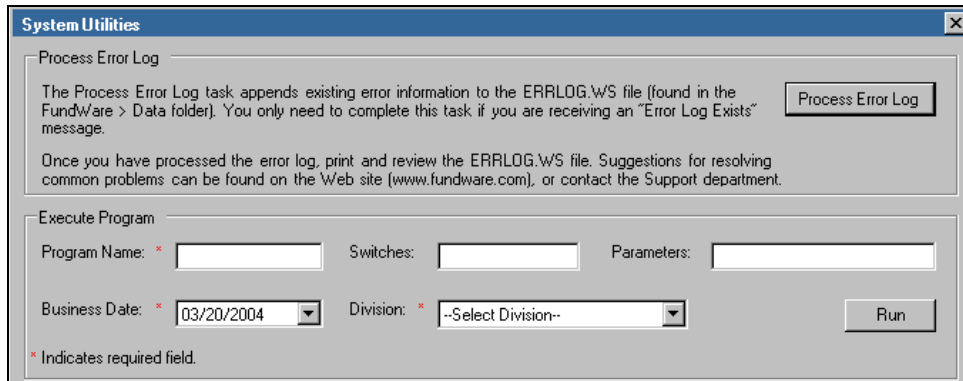 System Utilities
Process Error Log
The Process Error Log task appends existing error information to the ERRLOG.WS file (found in the
FundWare > Data folder). You only need to complete this task if you are receiving an "Error Log Exists"
message.
Process Error Log
Once you have processed the error log, print and review the ERRLOG.WS file. Suggestions for resolving
common problems can be found on the Web site (www.fundware.com), or contact the Support department.
Execute Program
Program Name: * Switches: Parameters:
Business Date: * 03/20/2004 Division: * --Select Division-- Run
* Indicates required field.